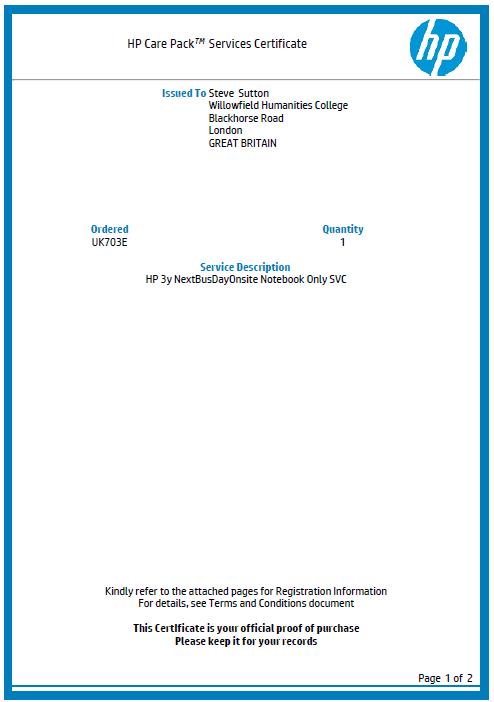 HP Care Pack™ Services Certificate
hp
Issued To Steve Sutton
Willowfield Humanities College
Blackhorse Road
London
GREAT BRITAIN
Ordered Quantity
UK703E 1
Service Description
HP 3y NextBusDayOnsite Notebook Only SVC
Kindly refer to the attached pages for Registration Information
For details, see Terms and Conditions document
This Certificate is your official proof of purchase
Please keep it for your records
Page 1 of 2